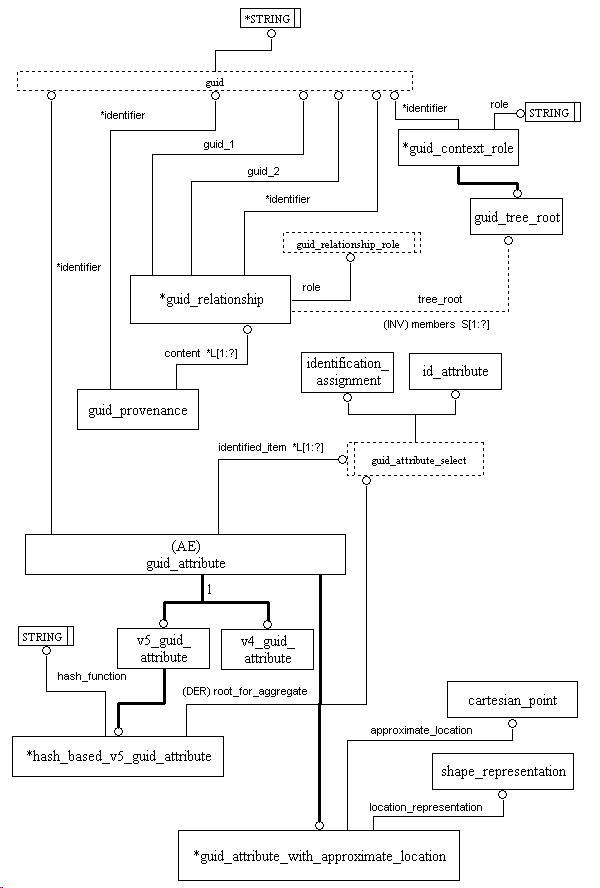 *STRING
guid
*identifier
role
STRING
*identifier
guid_1
*guid_context_role
guid_2
*identifier
guid_tree_root
guid_relationship_role
*identifier
role
*guid_relationship
tree_root
(INV) members S[1:?]
content *L[1:?]
identification_
assignment
id_attribute
guid_provenance
identified_item *L[1:?]
guid_attribute_select
(AE)
guid_attribute
1
STRING
v5_guid_
attribute
v4_guid_
attribute
hash_function
(DER) root_for_aggregate
cartesian_point
approximate_location
*hash_based_v5_guid_attribute
shape_representation
location_representation
*guid_attribute_with_approximate_location